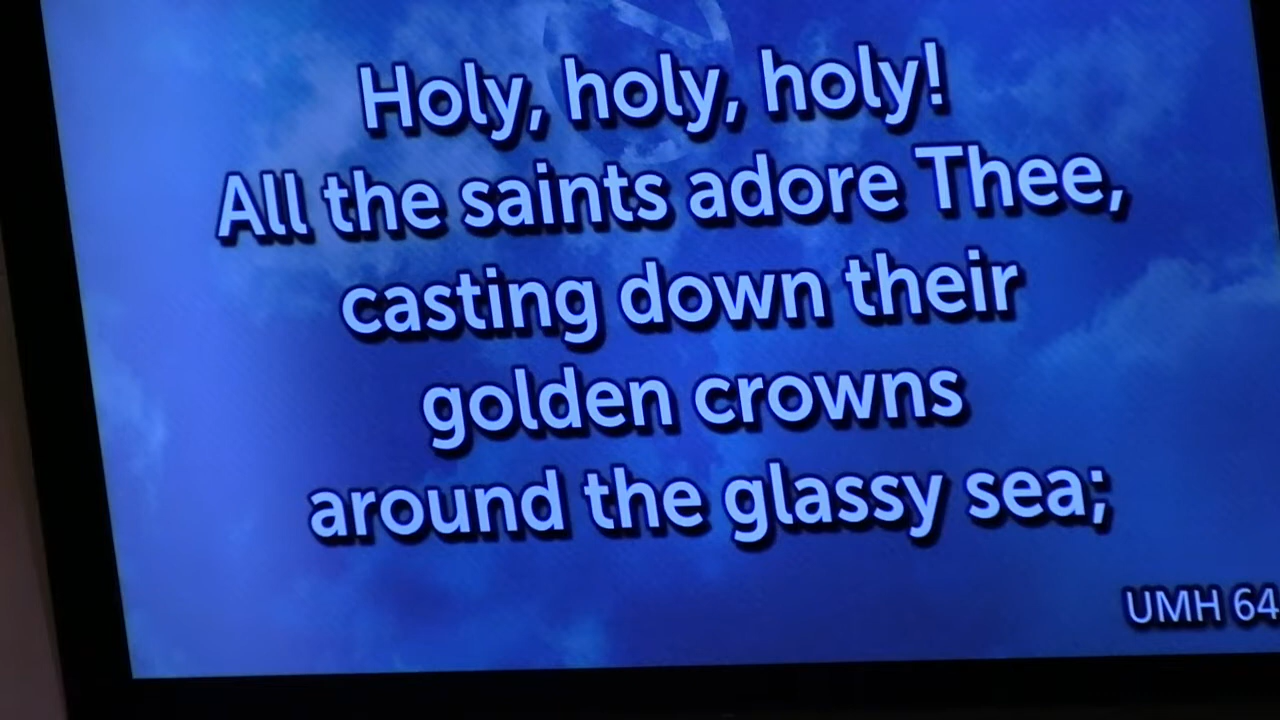 Holy, holy, holy!
All the saints adore Thee,
casting down their
golden crowns
around the glassy sea;
UMH 64